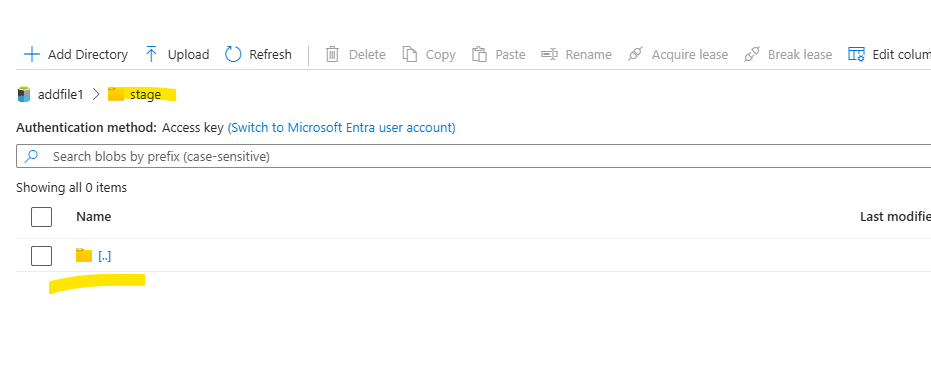 Add Directory Upload Refresh Delete Copy Paste Rename Acquire lease Break lease Edit colum
addfile1 > stage
Authentication method: Access key (Switch to Microsoft Entra user account)
Search blobs by prefix (case-sensitive)
Showing all 0 items
Name Last modifie
[..]